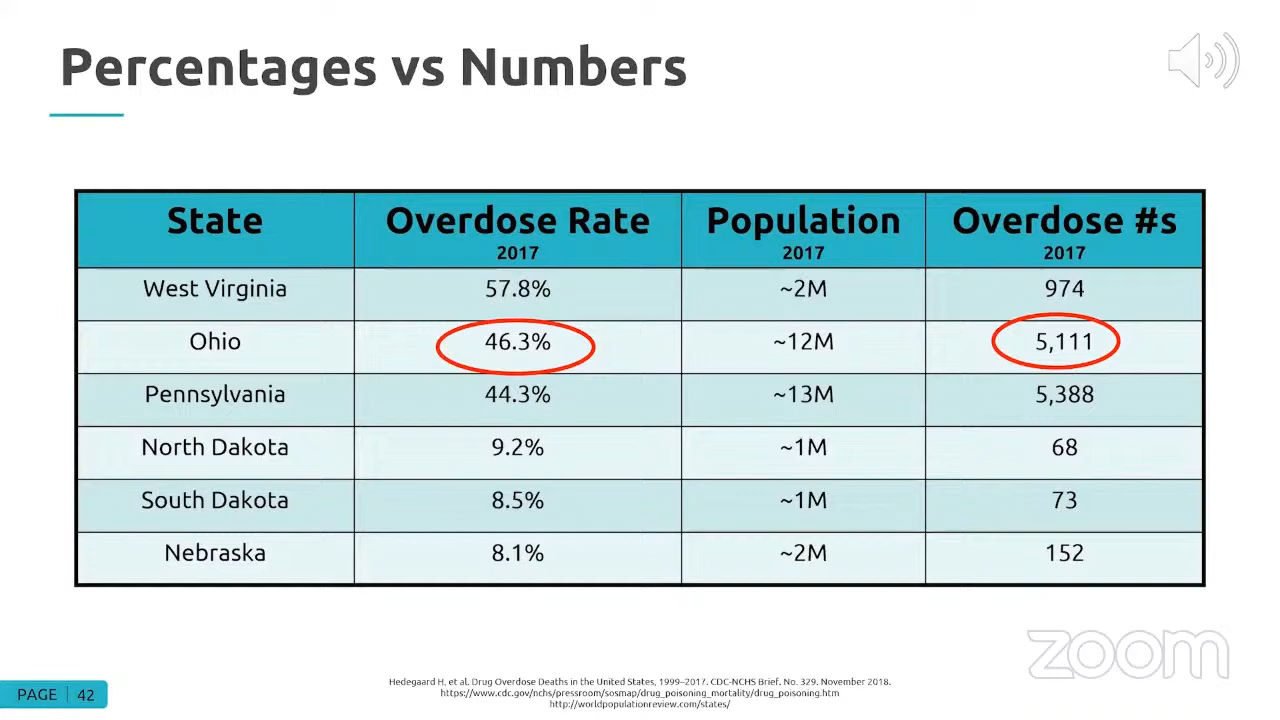 Percentages vs Numbers
State Overdose Rate Population Overdose #s
2017 2017 2017
West Virginia 57.8% ~2M 974
Ohio 46.3% ~12M 5,111
Pennsylvania 44.3% ~13M 5,388
North Dakota 9.2% ~1M 68
South Dakota 8.5% ~1M 73
Nebraska 8.1% ~2M 152
zoom
Hedegaard H, et al. Drug Overdose Deaths in the United States, 1999–2017. CDC-NCHS Brief. No. 329. November 2018.
https://www.cdc.gov/nchs/pressroom/sosmap/drug_poisoning_mortality/drug_poisoning.htm
http://worldpopulationreview.com/states/
PAGE 42